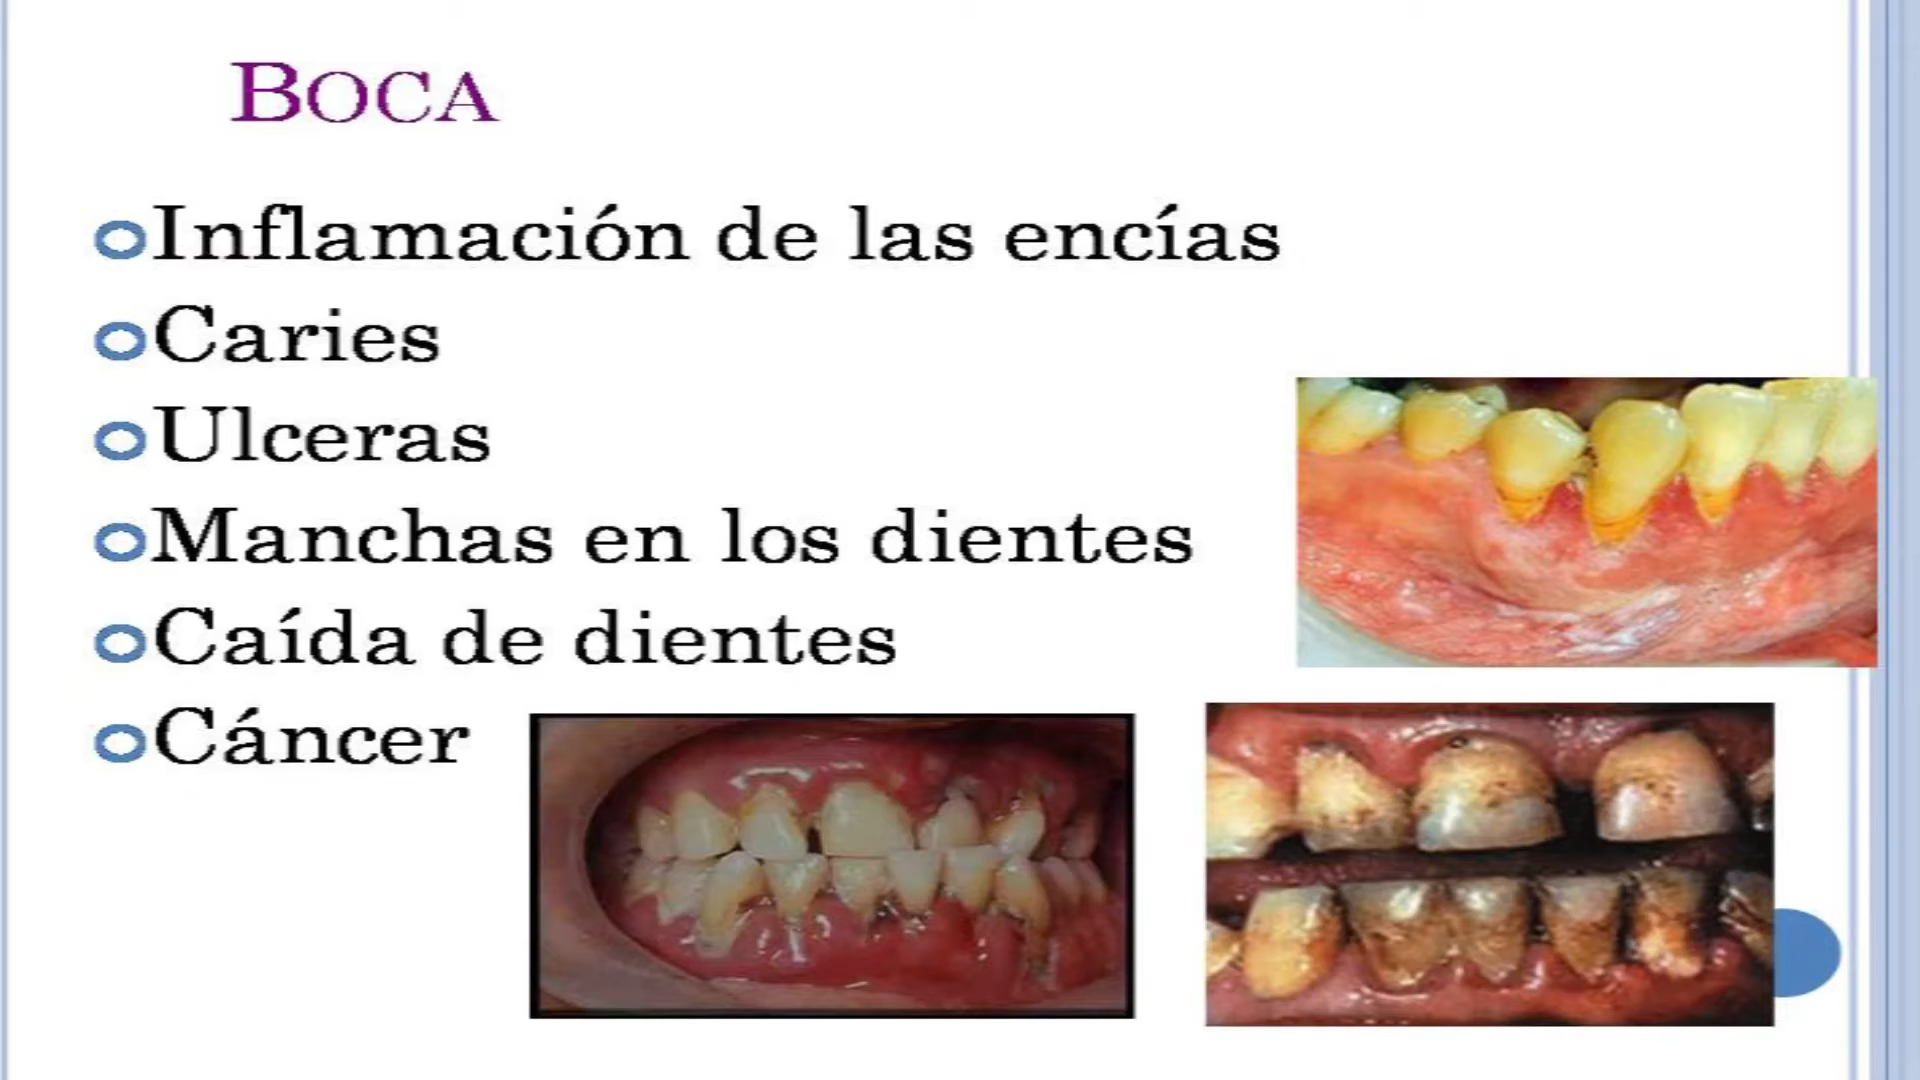 BOCA
Inflamación de las encías
Caries
Ulceras
Manchas en los dientes
Caída de dientes
Cáncer